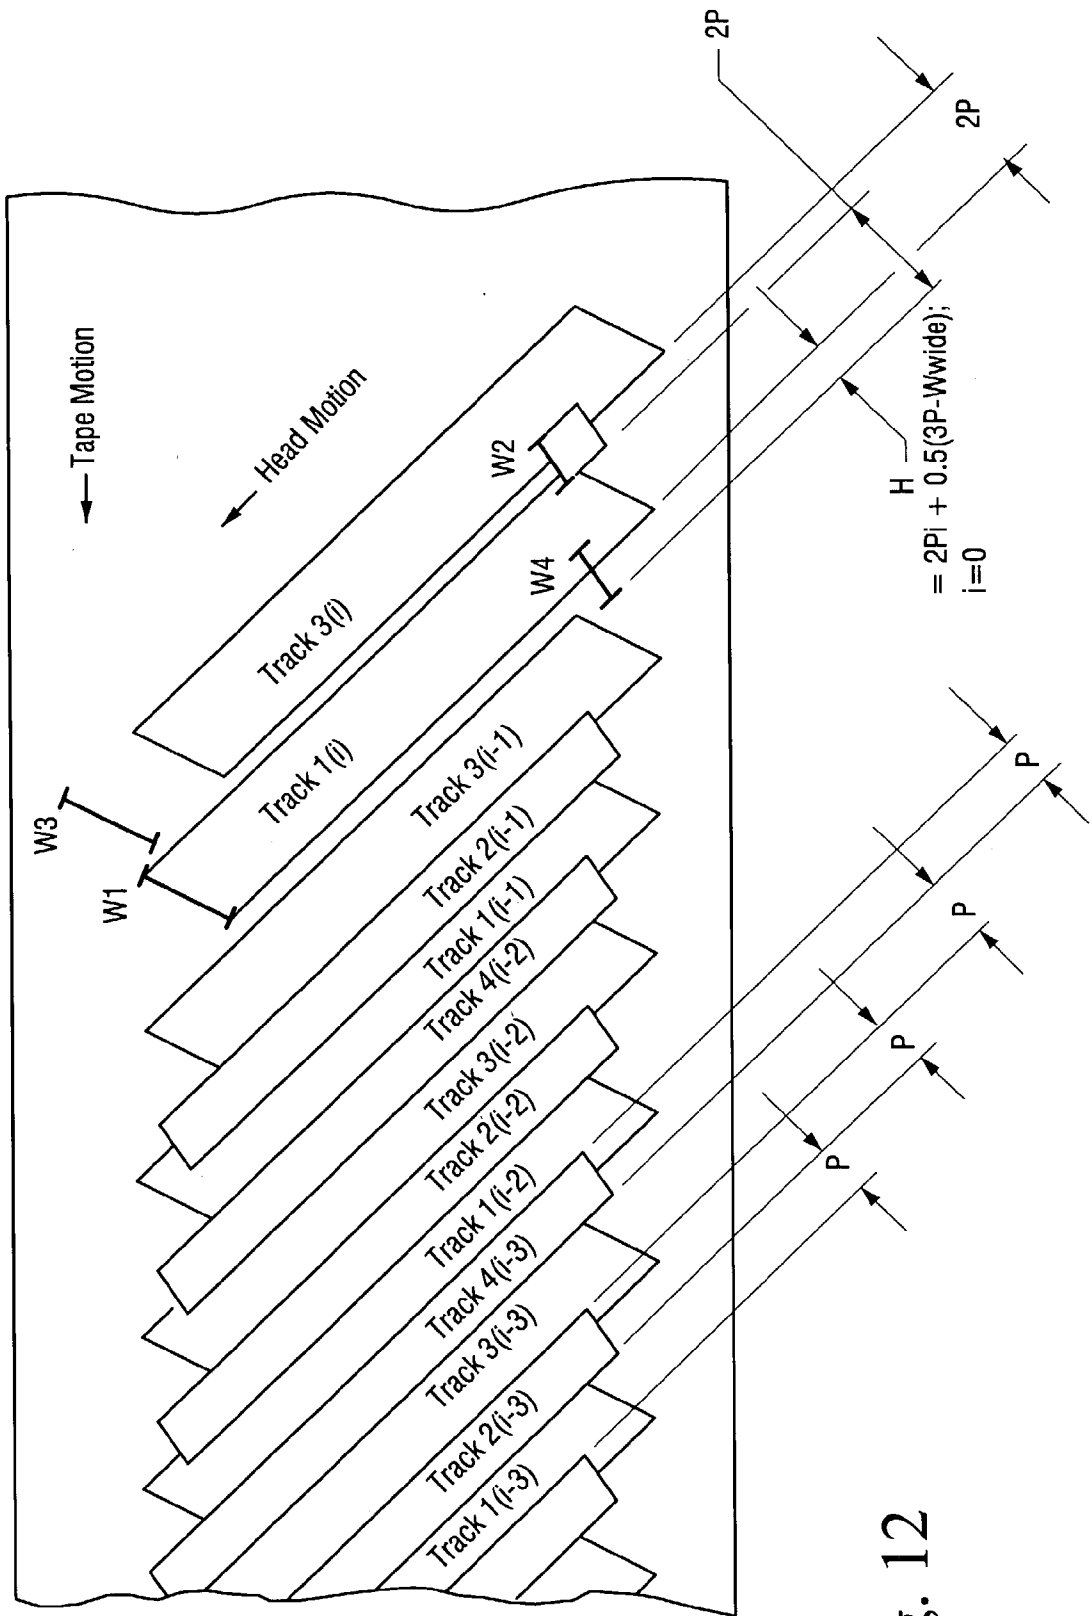 Tape Motion
Head Motion
W3
W1
W2
W4
Track 3(i)
Track 1(i)
Track 3(i-1)
Track 2(i-1)
Track 1(i-1)
Track 4(i-2)
Track 3(i-2)
Track 2(i-2)
Track 1(i-2)
Track 4(i-3)
Track 3(i-3)
Track 2(i-3)
Track 1(i-3)
2P
2P
H
= 2Pi + 0.5(3P-Wwide);
i=0
P
P
P
P
12